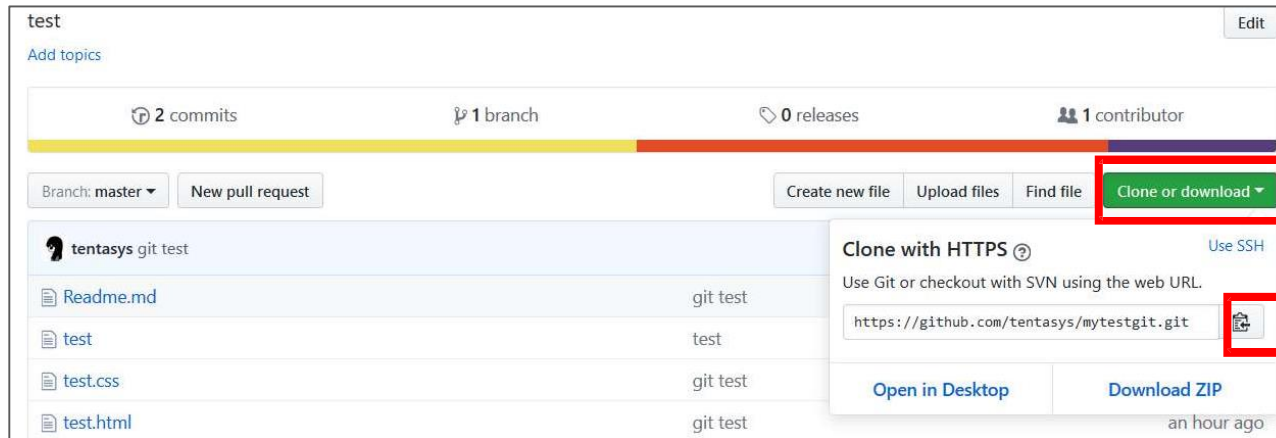 test
Edit
Add topics
2 commits
1 branch
0 releases
1 contributor
Branch: master
New pull request
Create new file
Upload files
Find file
Clone or download
tentasys git test
Clone with HTTPS
Use SSH
Use Git or checkout with SVN using the web URL.
https://github.com/tentasys/mytestgit.git
Open in Desktop
Download ZIP
Readme.md
git test
test
test
test.css
git test
test.html
git test
an hour ago